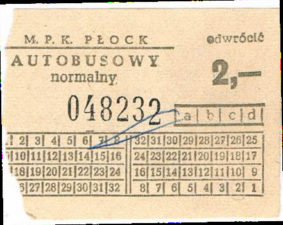 M. P. K. PŁOCK odwrócić
AUTOBUSOWY
normalny 2,—
048232 a b c d
2 3 4 5 6 7 8 32 31 30 29 28 27 26 25
9 10 11 12 13 14 15 16 24 23 22 21 20 19 18 17
18 19 20 21 22 23 24 16 15 14 13 12 11 10 9
27 28 29 30 31 32 8 7 6 5 4 3 2 1